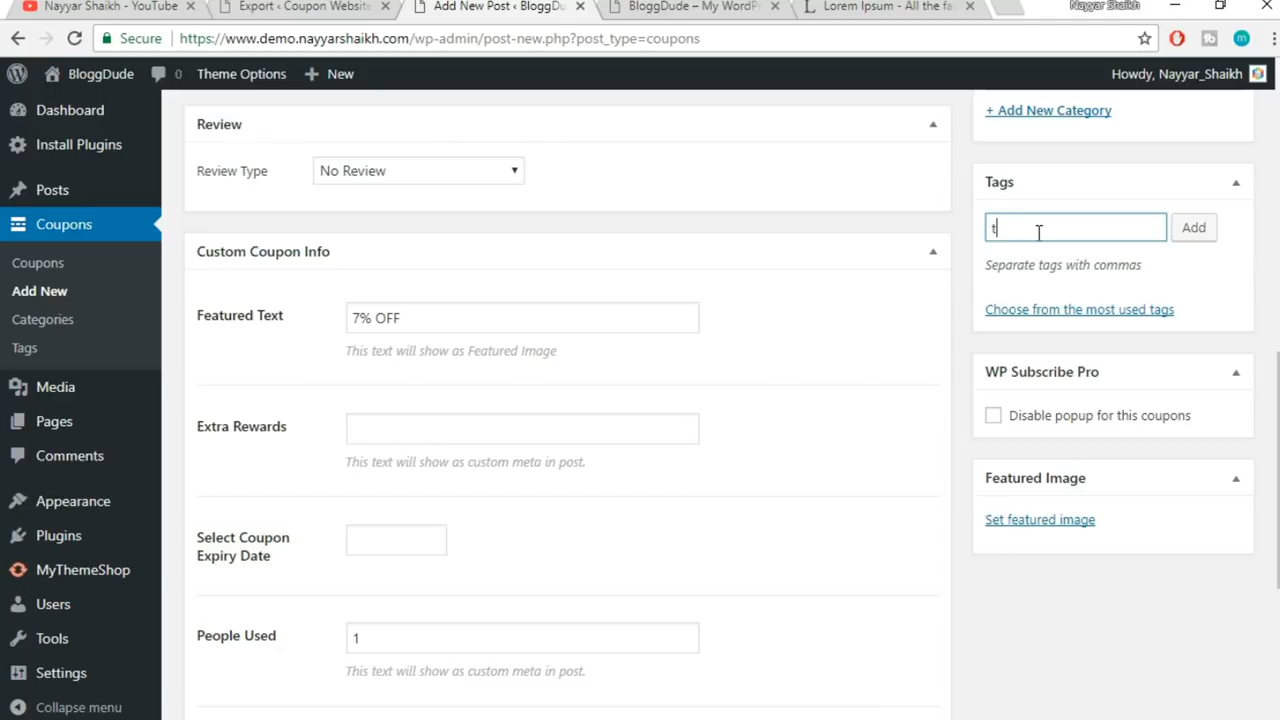 Nayyar Shaikh - YouTube
Export ‹ Coupon Website
Add New Post ‹ BloggDu
BloggDude – My WordP
Lorem Ipsum - All the fa
Nayyar Shaikh
Secure
https://www.demo.nayyarshaikh.com/wp-admin/post-new.php?post_type=coupons
BloggDude
0
Theme Options
New
Howdy, Nayyar_Shaikh
Dashboard
Install Plugins
Posts
Coupons
Coupons
Add New
Categories
Tags
Media
Pages
Comments
Appearance
Plugins
MyThemeShop
Users
Tools
Settings
Collapse menu
Review
Review Type
No Review
Custom Coupon Info
Featured Text
7% OFF
This text will show as Featured Image
Extra Rewards
This text will show as custom meta in post.
Select Coupon
Expiry Date
People Used
1
This text will show as custom meta in post.
+ Add New Category
Tags
t
Add
Separate tags with commas
Choose from the most used tags
WP Subscribe Pro
Disable popup for this coupons
Featured Image
Set featured image